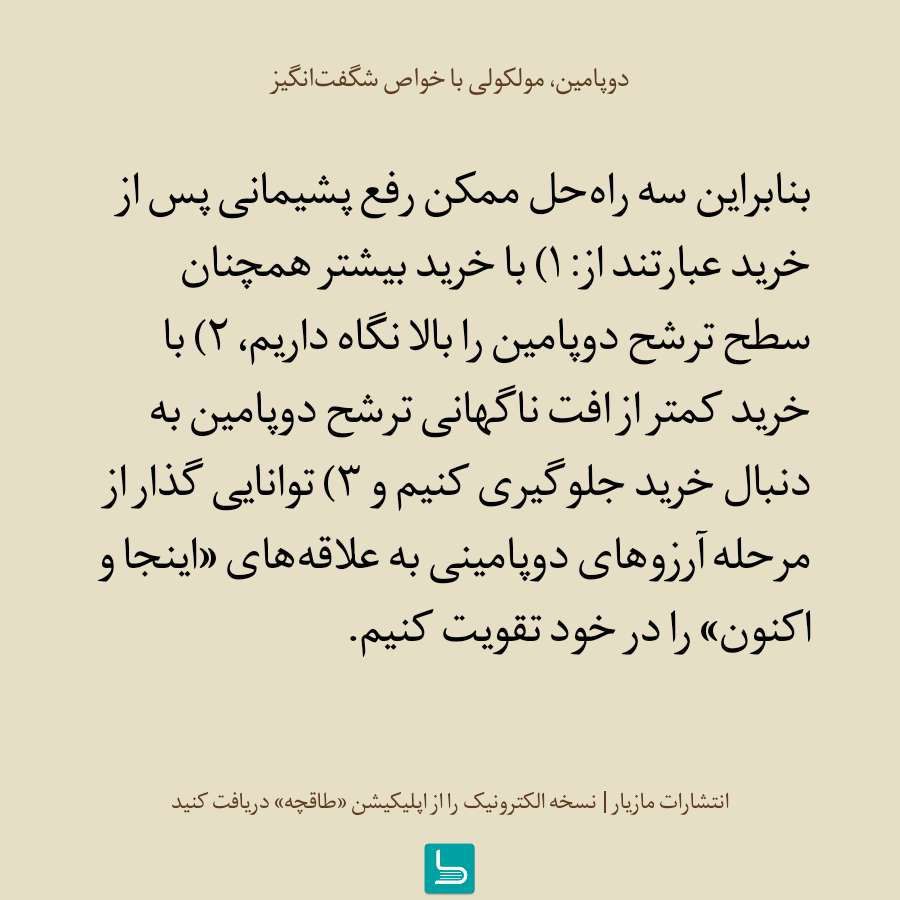 دوپامین، مولکولی با خواص شگفت‌انگیز
بنابراین سه راه‌حل ممکن رفع پشیمانی پس از
خرید عبارتند از: ۱) با خرید بیشتر همچنان
سطح ترشح دوپامین را بالا نگاه داریم، ۲) با
خرید کمتر از افت ناگهانی ترشح دوپامین به
دنبال خرید جلوگیری کنیم و ۳) توانایی گذار از
مرحله آرزوهای دوپامینی به علاقه‌های «اینجا و
اکنون» را در خود تقویت کنیم.
انتشارات مازیار | نسخه الکترونیک را از اپلیکیشن «طاقچه» دریافت کنید